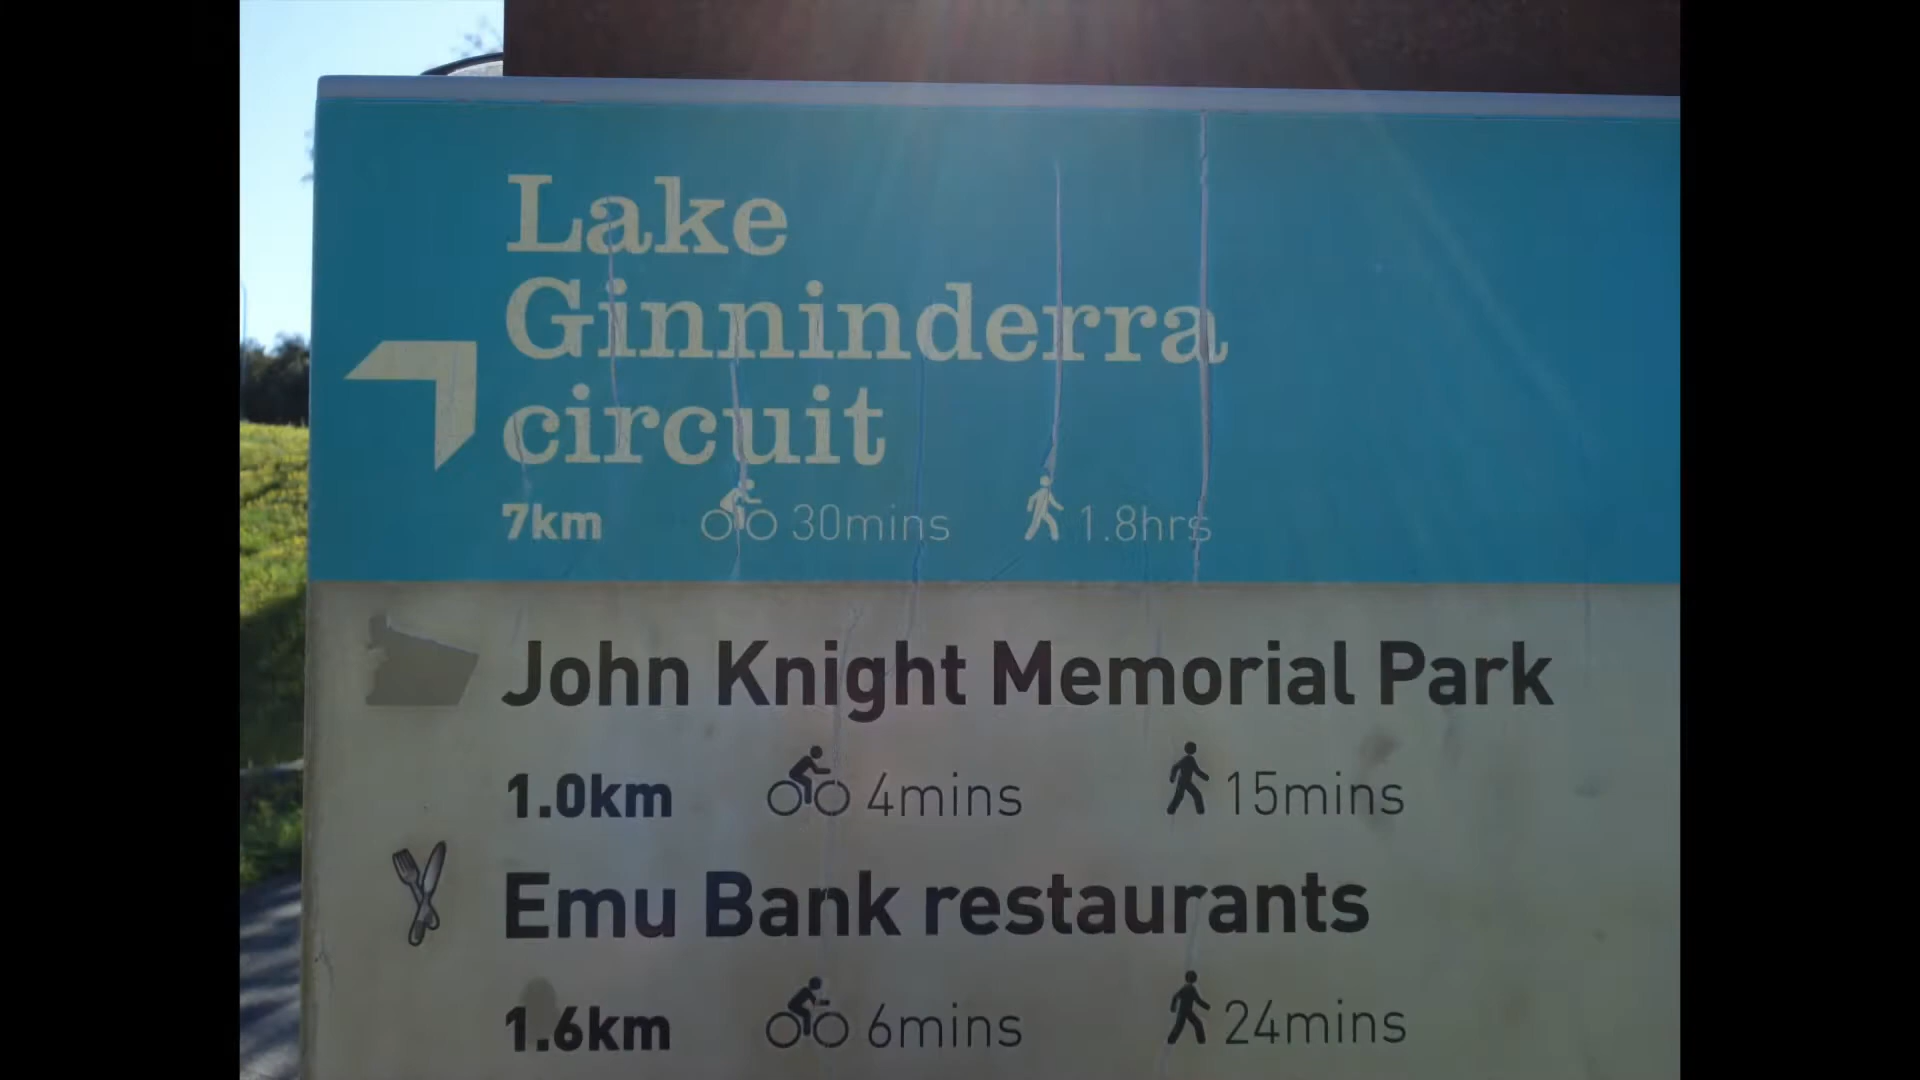 Lake
Ginninderra
circuit
7km 30mins 1.8hrs
John Knight Memorial Park
1.0km 4mins 15mins
Emu Bank restaurants
1.6km 6mins 24mins